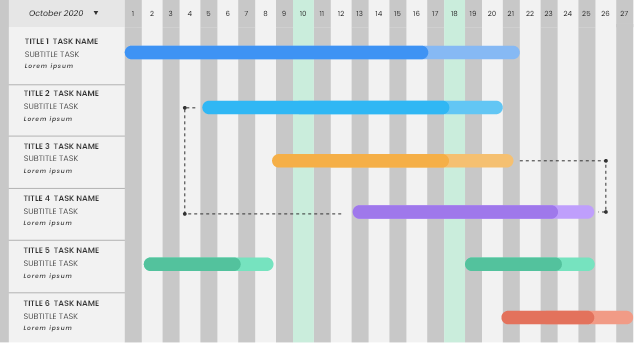 October 2020 ▼ 1 2 3 4 5 6 7 8 9 10 11 12 13 14 15 16 17 18 19 20 21 22 23 24 25 26 27
TITLE 1 TASK NAME
SUBTITLE TASK
Lorem ipsum
TITLE 2 TASK NAME
SUBTITLE TASK
Lorem ipsum
TITLE 3 TASK NAME
SUBTITLE TASK
Lorem ipsum
TITLE 4 TASK NAME
SUBTITLE TASK
Lorem ipsum
TITLE 5 TASK NAME
SUBTITLE TASK
Lorem ipsum
TITLE 6 TASK NAME
SUBTITLE TASK
Lorem ipsum